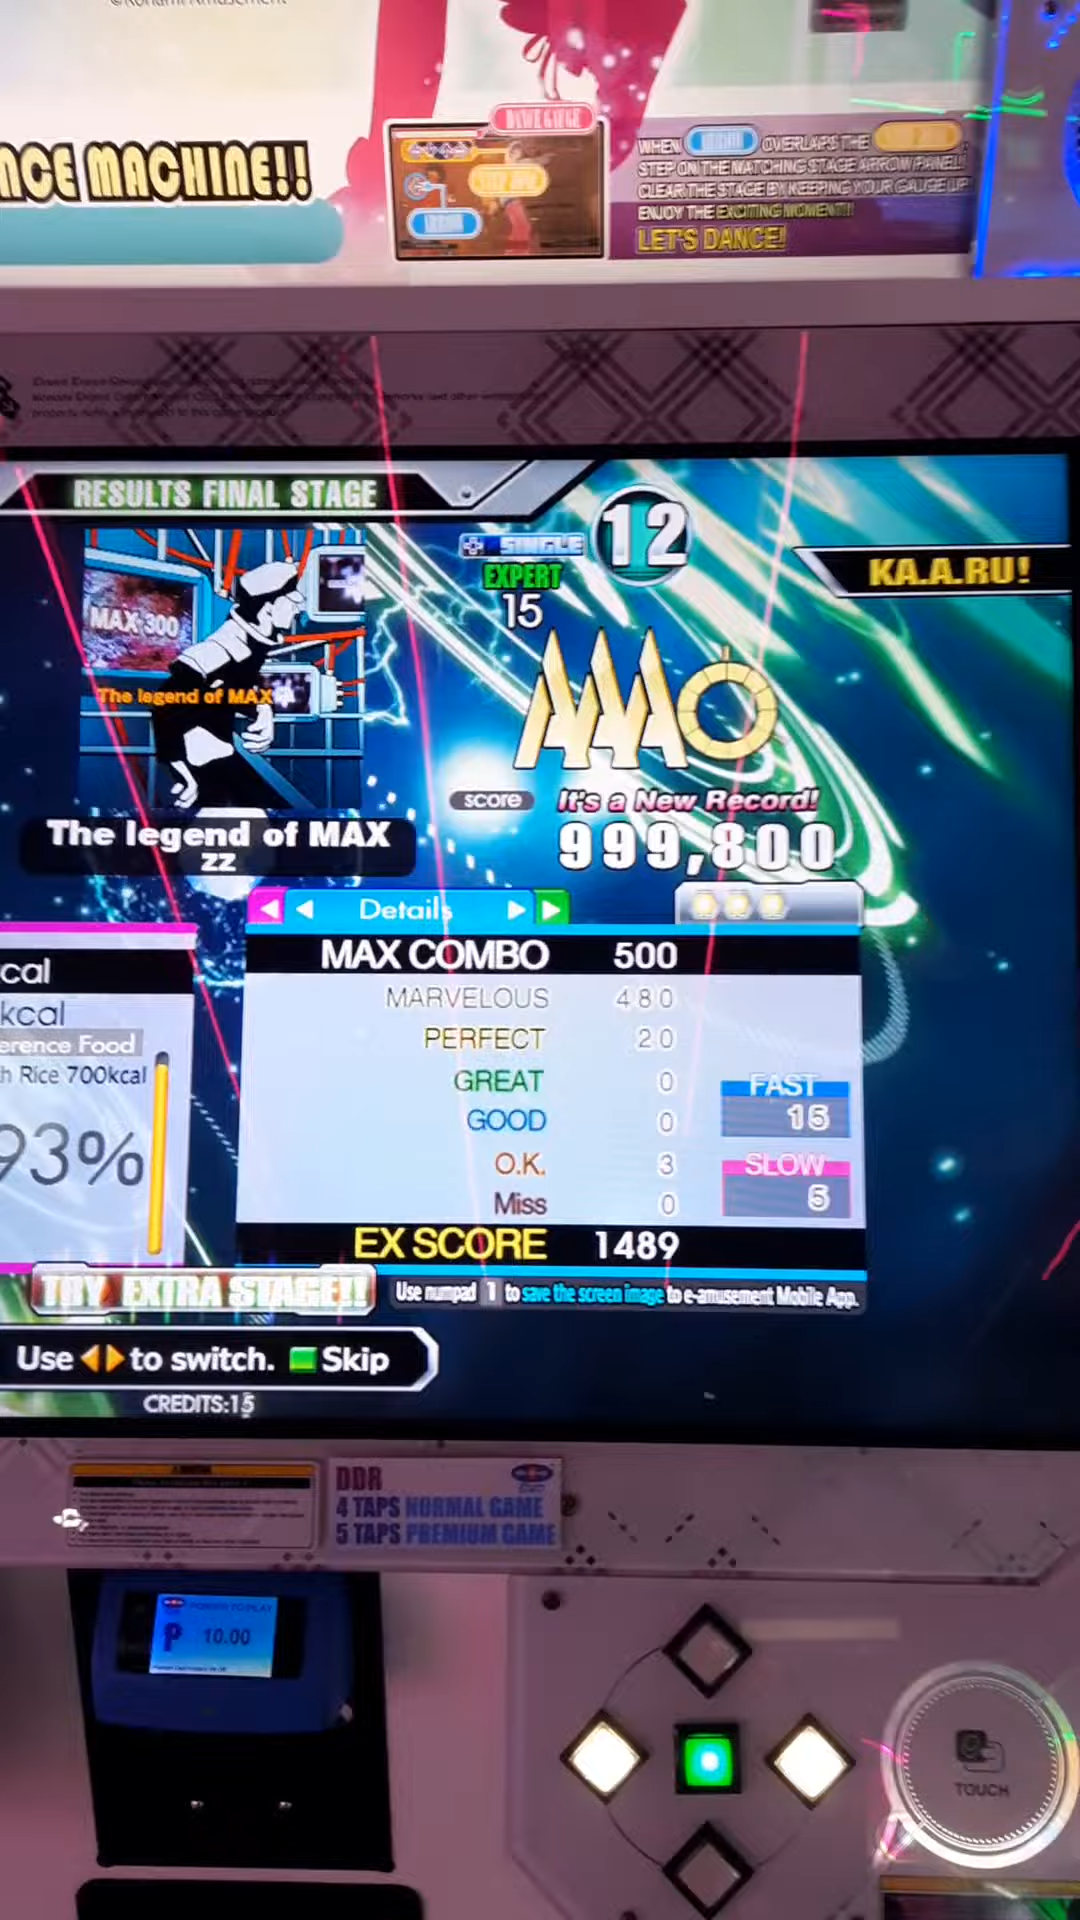 ©Konami Amusement
NCE MACHINE!!
DANCE GAUGE
STEP ZONE
ARROW
WHEN ARROW OVERLAPS THE
STEP ON THE MATCHING STAGE ARROW PANEL!
CLEAR THE STAGE BY KEEPING YOUR GAUGE UP
ENJOY THE EXCITING MOMENT!!
LET'S DANCE!
RESULTS FINAL STAGE
SINGLE
12
EXPERT
15
KA.A.RU!
MAX 300
The legend of MAX
AAA
score
It's a New Record!
999,800
The legend of MAX
ZZ
Details
MAX COMBO 500
MARVELOUS 480
PERFECT 20
GREAT 0
GOOD 0
O.K. 3
Miss 0
FAST
15
SLOW
5
EX SCORE 1489
cal
kcal
erence Food
h Rice 700kcal
93%
TRY EXTRA STAGE!!
Use numpad 1 to save the screen image to e-amusement Mobile App.
Use to switch. Skip
CREDITS:15
DDR
4 TAPS NORMAL GAME
5 TAPS PREMIUM GAME
P 10.00
TOUCH